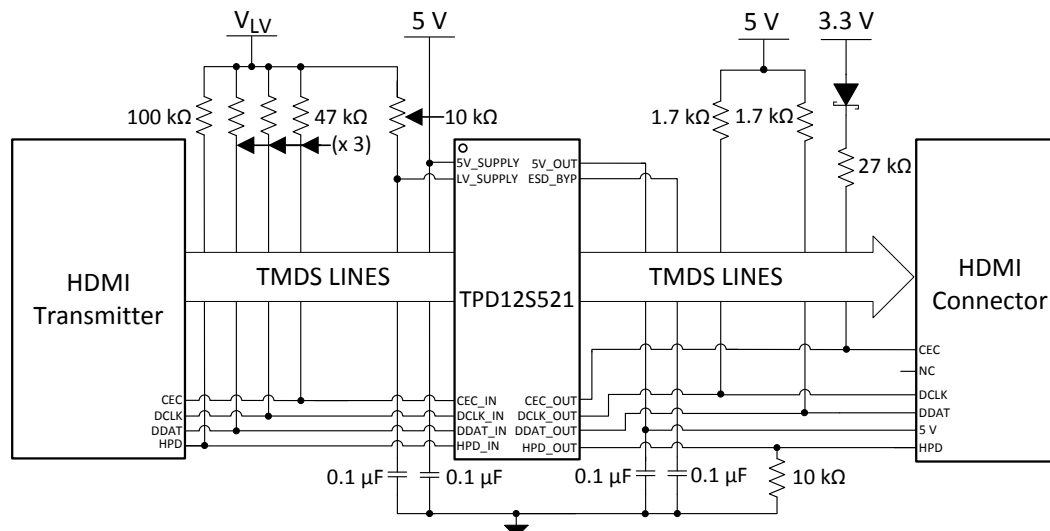 V_LV
5 V
5 V
3.3 V
100 kΩ
47 kΩ
10 kΩ
1.7 kΩ
1.7 kΩ
(x 3)
27 kΩ
5V_SUPPLY
5V_OUT
LV_SUPPLY
ESD_BYP
HDMI
Transmitter
TMDS LINES
TPD12S521
TMDS LINES
HDMI
Connector
CEC
NC
CEC
CEC_IN
CEC_OUT
DCLK
DCLK
DCLK_IN
DCLK_OUT
DDAT
DDAT
DDAT_IN
DDAT_OUT
5 V
HPD
HPD_IN
HPD_OUT
HPD
0.1 µF
0.1 µF
0.1 µF
0.1 µF
10 kΩ